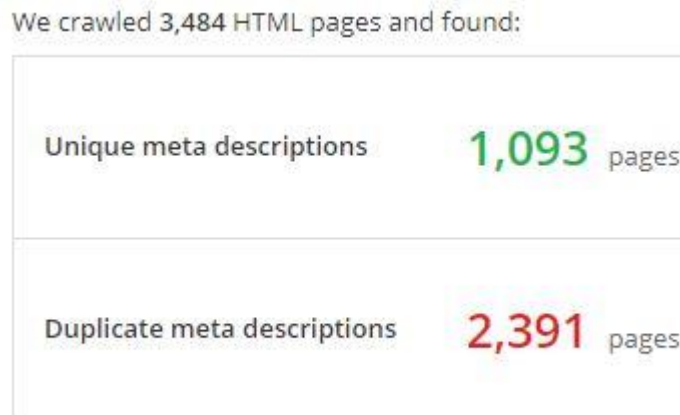 We crawled 3,484 HTML pages and found:
Unique meta descriptions 1,093 pages
Duplicate meta descriptions 2,391 pages